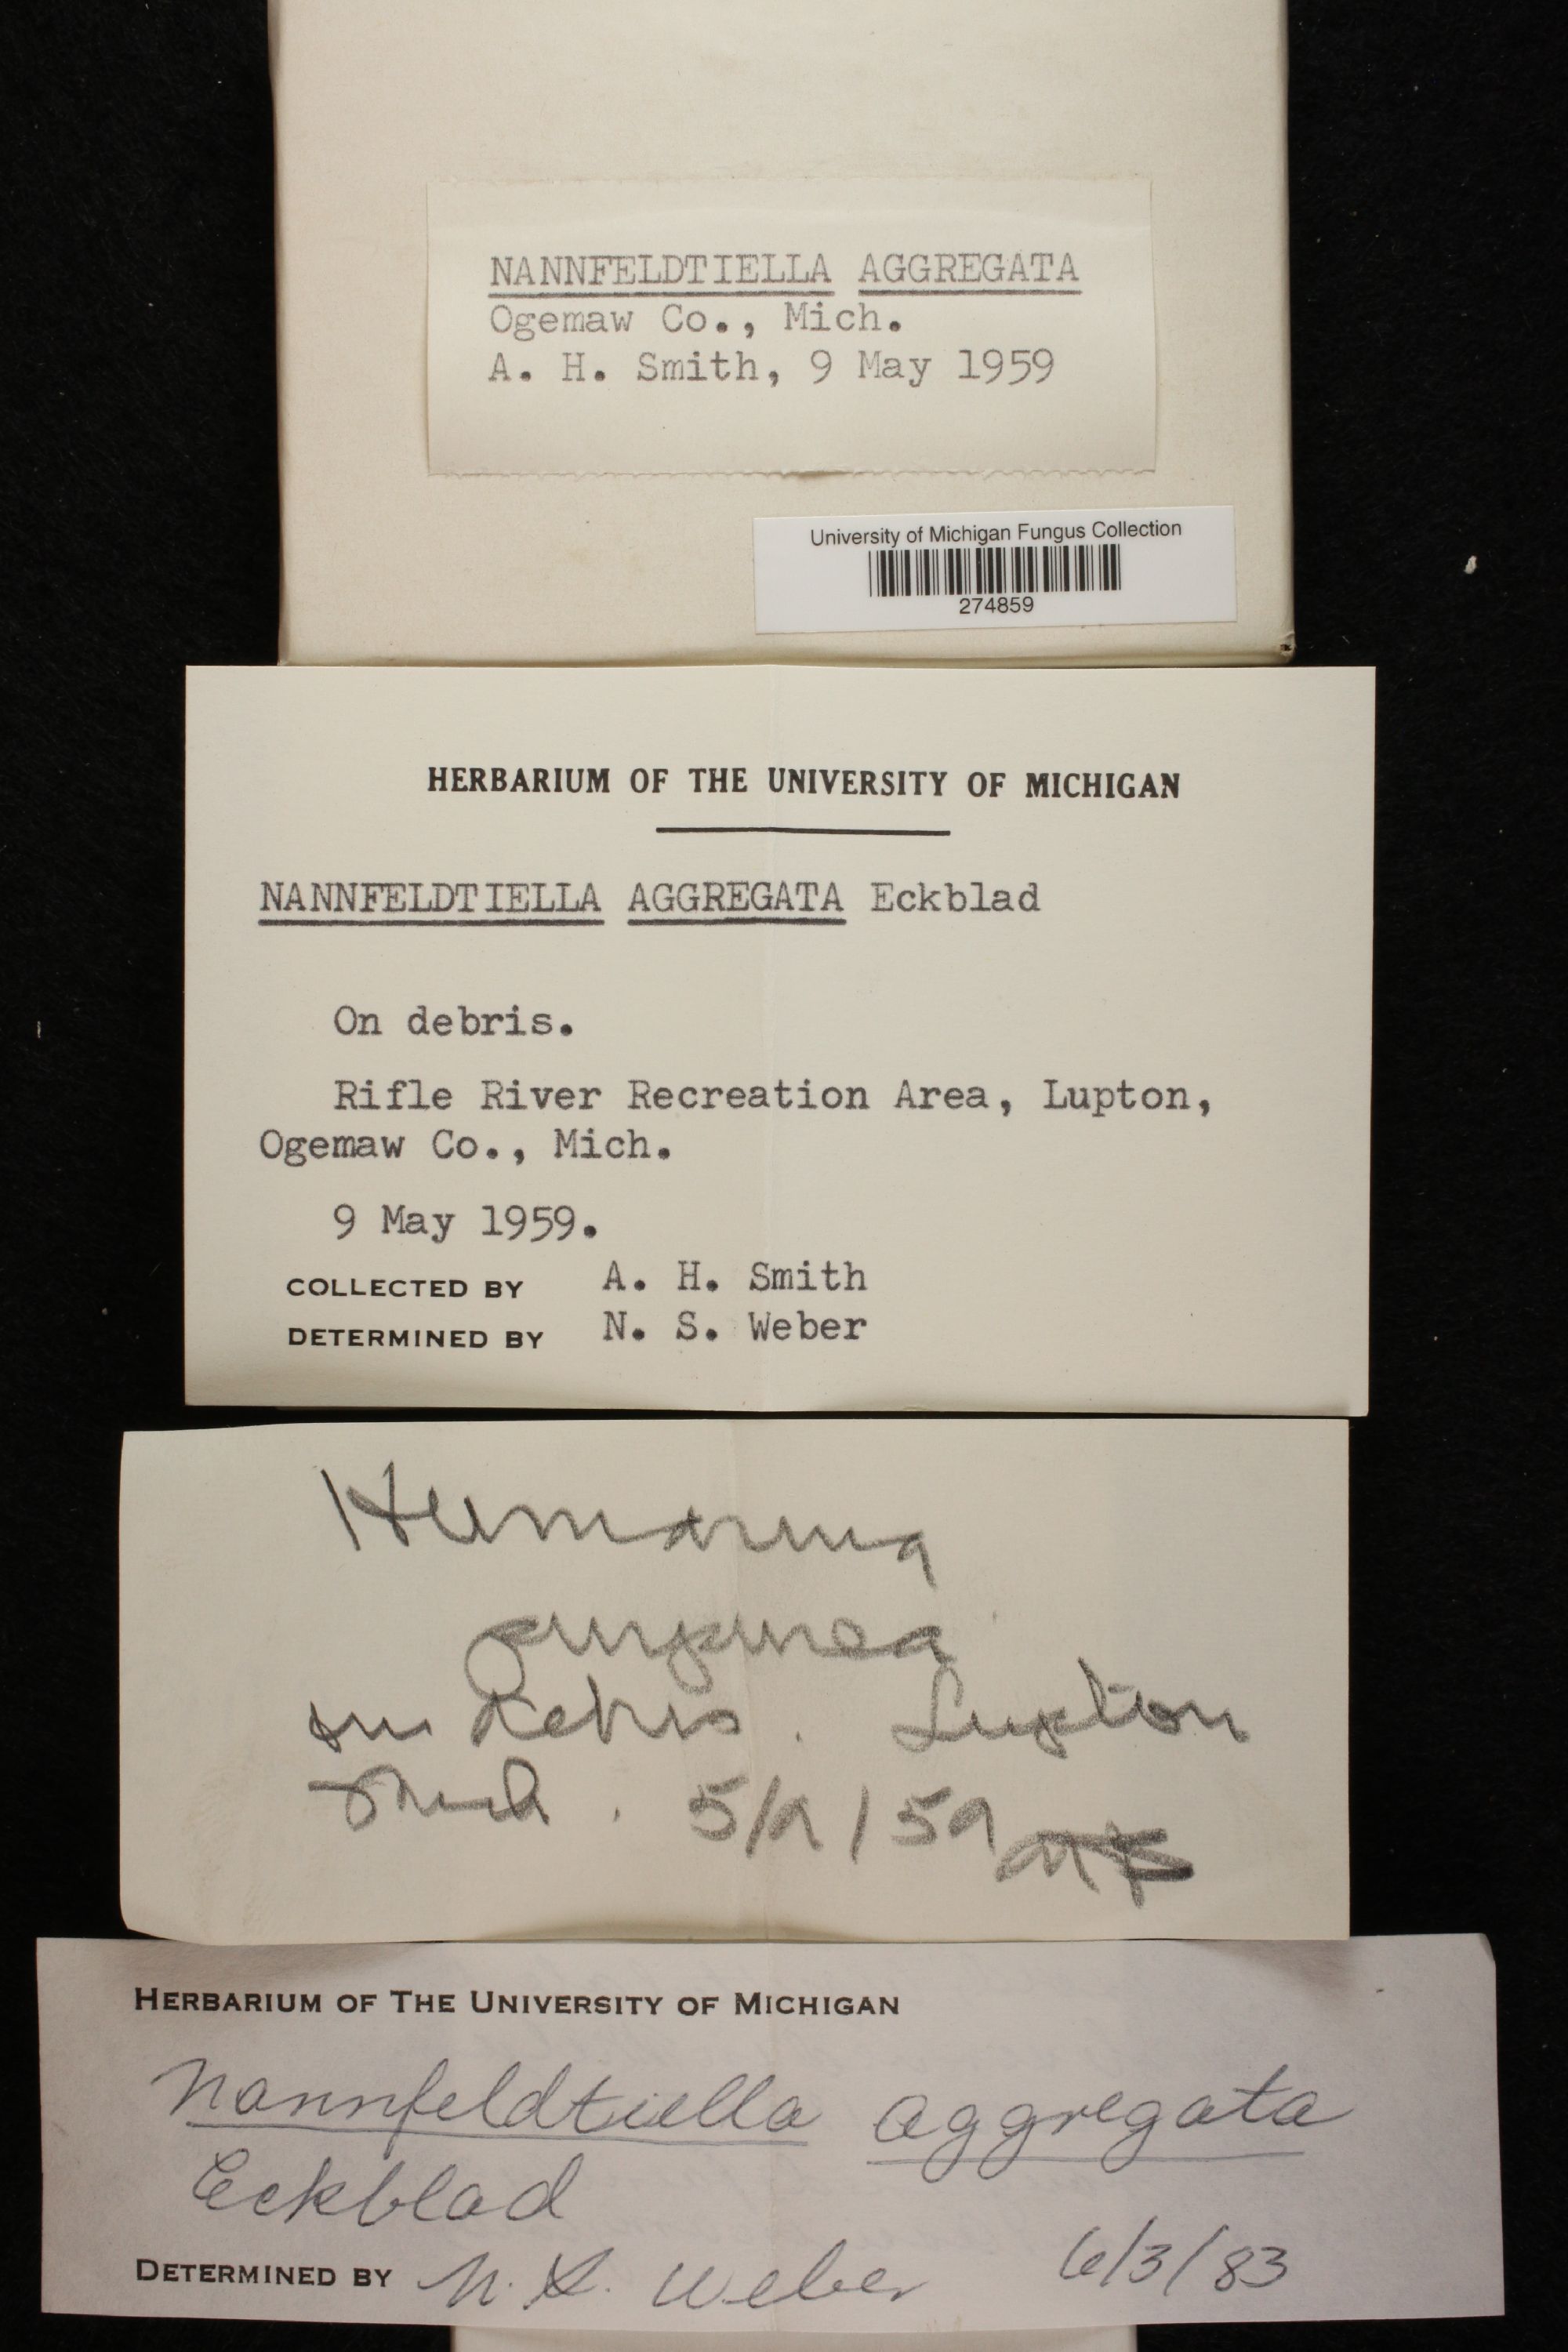 NANNFELDTIELLA AGGREGATA
Ogemaw Co., Mich.
A. H. Smith, 9 May 1959
University of Michigan Fungus Collection
274859
HERBARIUM OF THE UNIVERSITY OF MICHIGAN
NANNFELDTIELLA AGGREGATA Eckblad
On debris.
Rifle River Recreation Area, Lupton,
Ogemaw Co., Mich.
9 May 1959.
COLLECTED BY A. H. Smith
DETERMINED BY N. S. Weber
Humarina
purpurea
on debris. Lupton
Mich. 5/9/59
HERBARIUM OF THE UNIVERSITY OF MICHIGAN
Nannfeldtiella aggregata
Eckblad
DETERMINED BY N. S. Weber 6/3/83